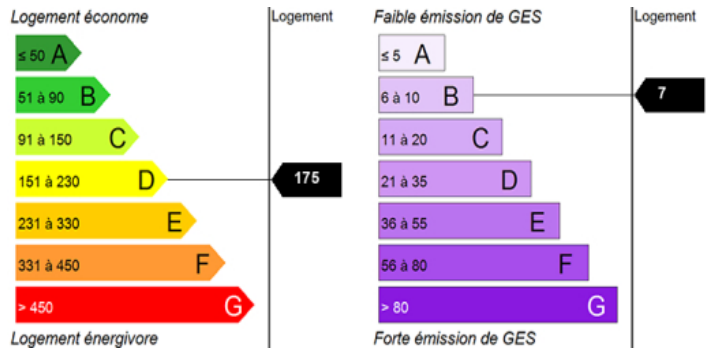 Logement économe
Logement
≤ 50 A
51 à 90 B
91 à 150 C
151 à 230 D
175
231 à 330 E
331 à 450 F
> 450 G
Logement énergivore
Faible émission de GES
Logement
≤ 5 A
6 à 10 B
7
11 à 20 C
21 à 35 D
36 à 55 E
56 à 80 F
> 80 G
Forte émission de GES